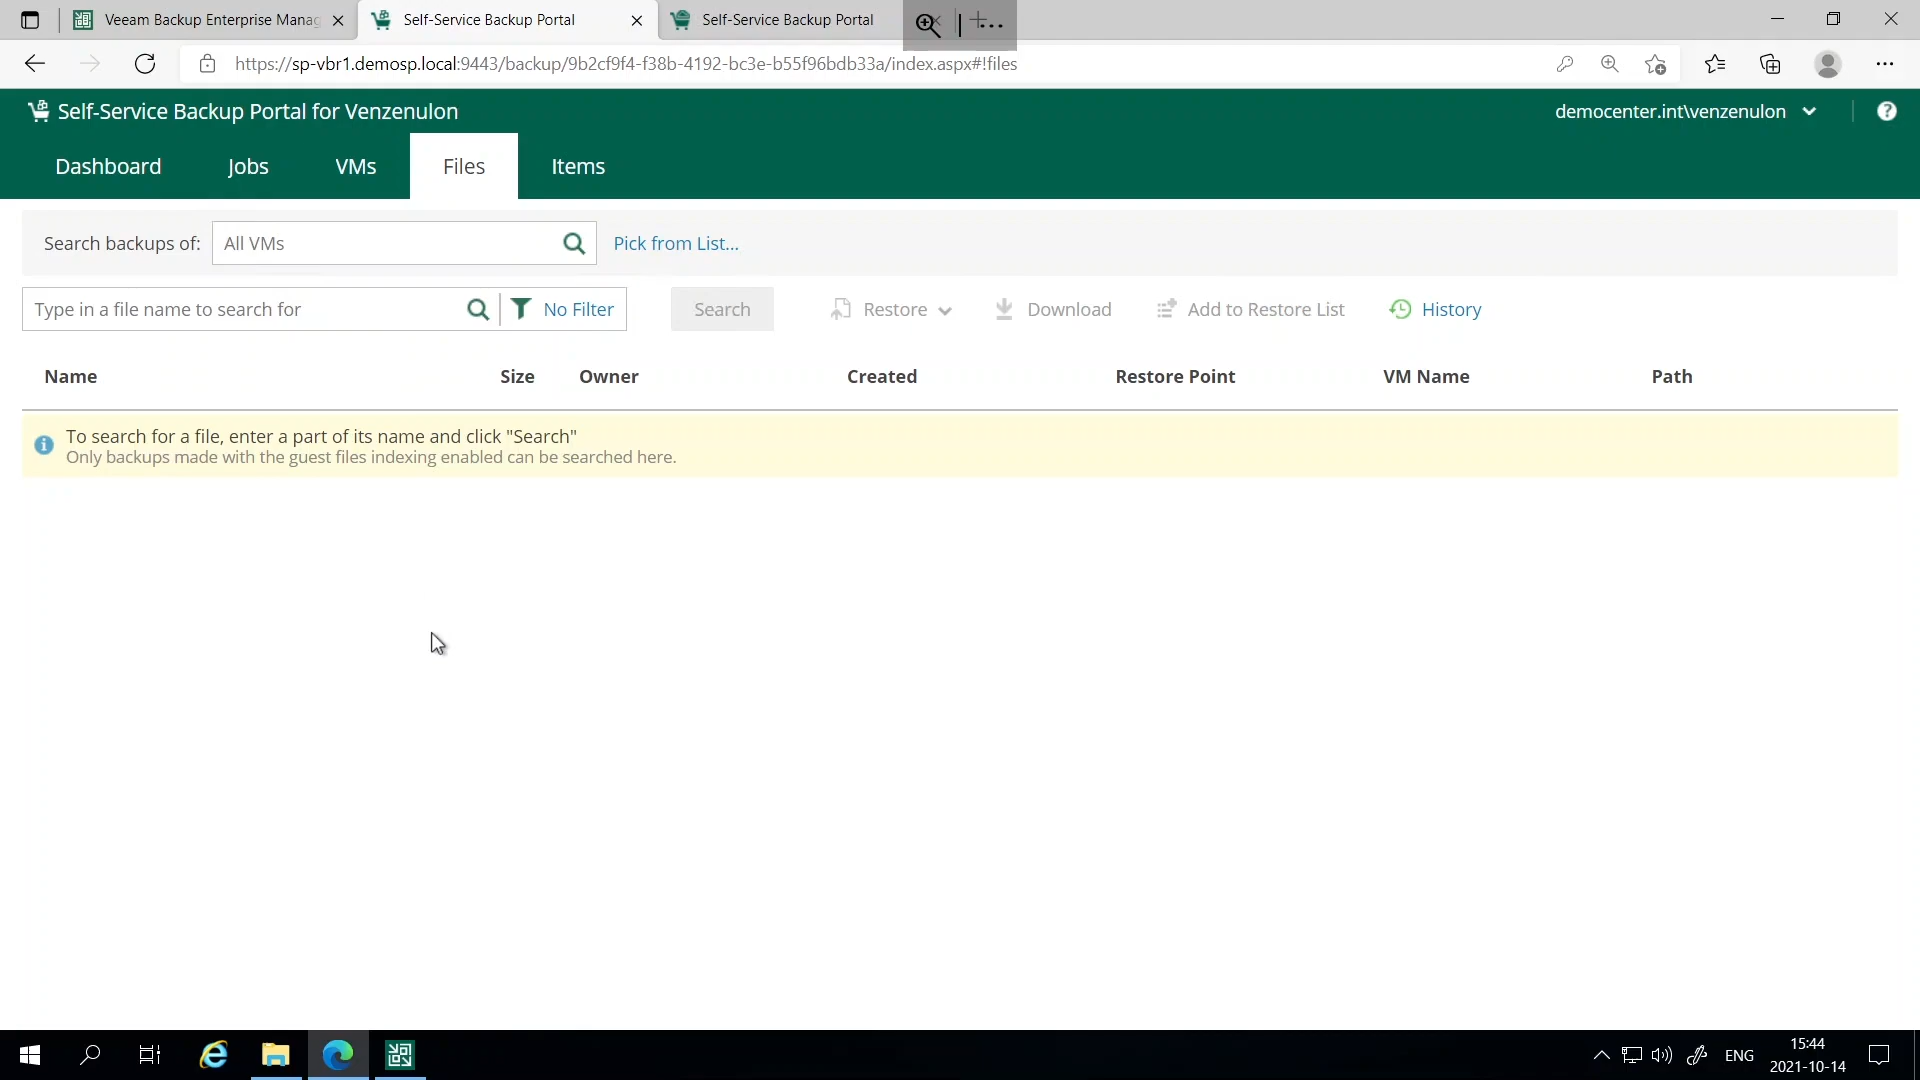 Veeam Backup Enterprise Manag
Self-Service Backup Portal
Self-Service Backup Portal
https://sp-vbr1.demosp.local:9443/backup/9b2cf9f4-f38b-4192-bc3e-b55f96bdb33a/index.aspx#!files
Self-Service Backup Portal for Venzenulon
democenter.int\venzenulon
Dashboard
Jobs
VMs
Files
Items
Search backups of:
All VMs
Pick from List...
Type in a file name to search for
No Filter
Search
Restore
Download
Add to Restore List
History
Name
Size
Owner
Created
Restore Point
VM Name
Path
To search for a file, enter a part of its name and click "Search"
Only backups made with the guest files indexing enabled can be searched here.
ENG
15:44
2021-10-14